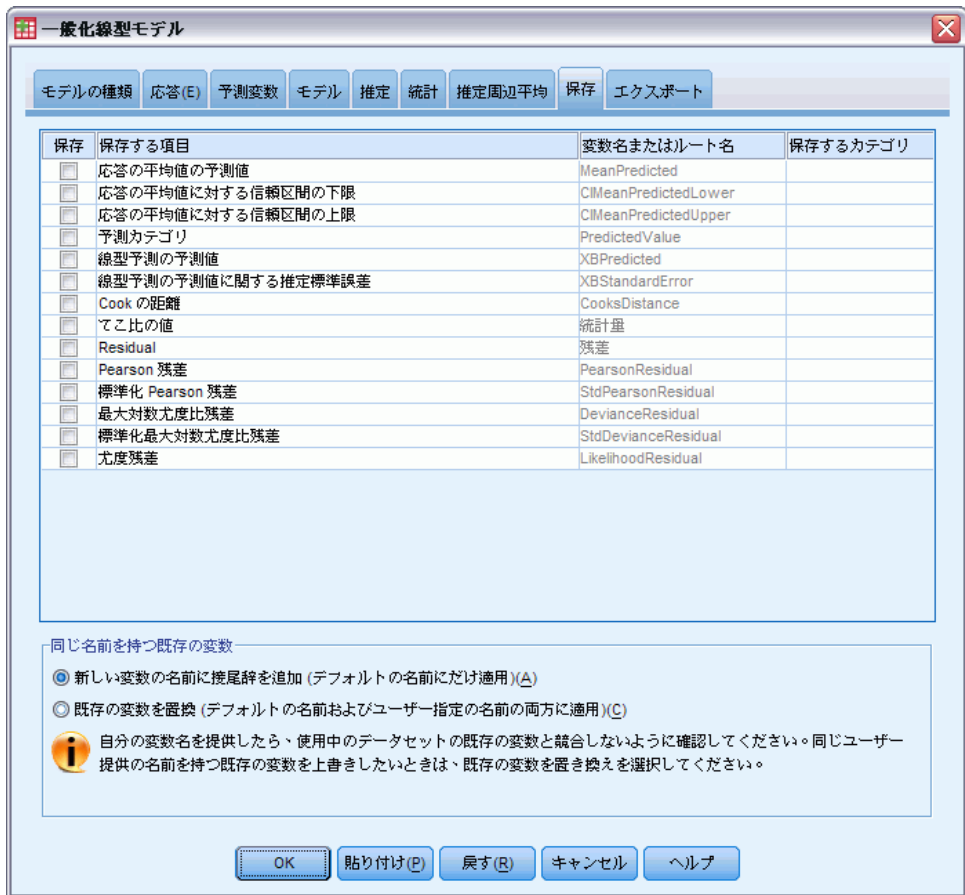 一般化線型モデル
モデルの種類 応答(E) 予測変数 モデル 推定 統計 推定周辺平均 保存 エクスポート
保存 保存する項目 変数名またはルート名 保存するカテゴリ
応答の平均値の予測値 MeanPredicted
応答の平均値に対する信頼区間の下限 CIMeanPredictedLower
応答の平均値に対する信頼区間の上限 CIMeanPredictedUpper
予測カテゴリ PredictedValue
線型予測の予測値 XBPredicted
線型予測の予測値に関する推定標準誤差 XBStandardError
Cook の距離 CooksDistance
てこ比の値 統計量
Residual 残差
Pearson 残差 PearsonResidual
標準化 Pearson 残差 StdPearsonResidual
最大対数尤度比残差 DevianceResidual
標準化最大対数尤度比残差 StdDevianceResidual
尤度残差 LikelihoodResidual
同じ名前を持つ既存の変数
新しい変数の名前に接尾辞を追加 (デフォルトの名前にだけ適用)(A)
既存の変数を置換 (デフォルトの名前およびユーザー指定の名前の両方に適用)(C)
自分の変数名を提供したら、使用中のデータセットの既存の変数と競合しないように確認してください。同じユーザー
提供の名前を持つ既存の変数を上書きしたいときは、既存の変数を置き換えを選択してください。
OK 貼り付け(P) 戻す(R) キャンセル ヘルプ